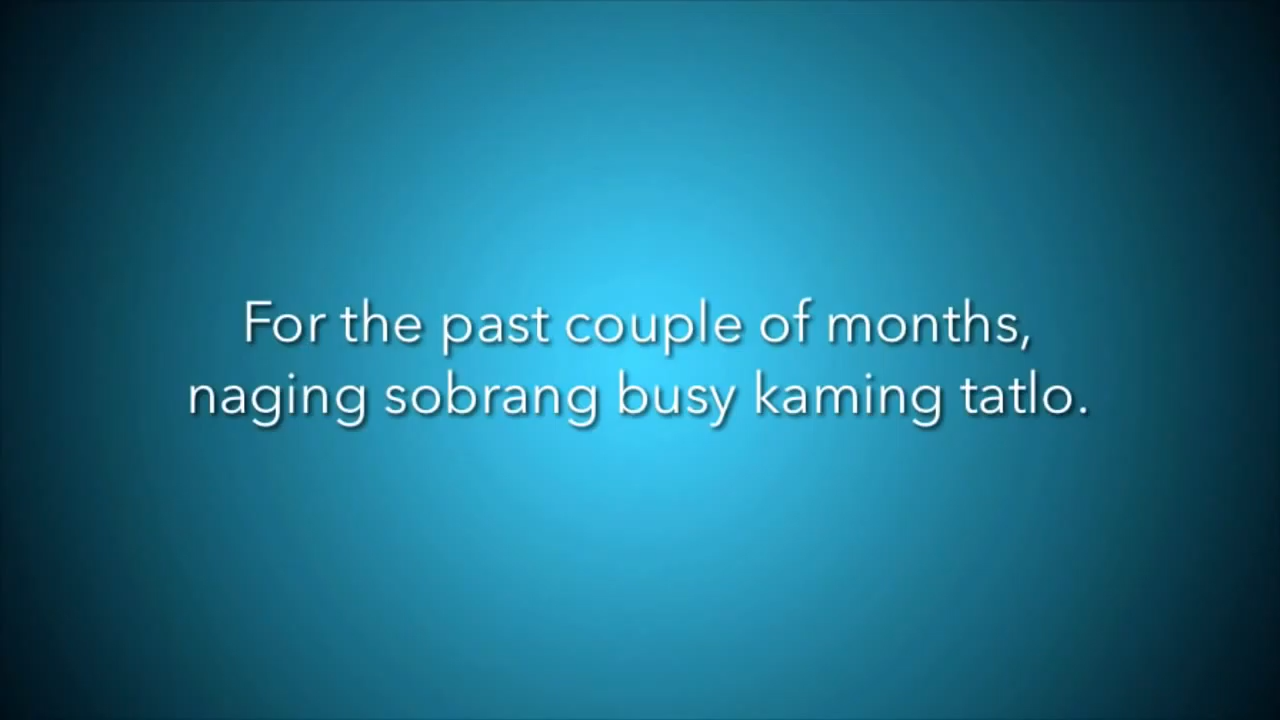 For the past couple of months,
naging sobrang busy kaming tatlo.